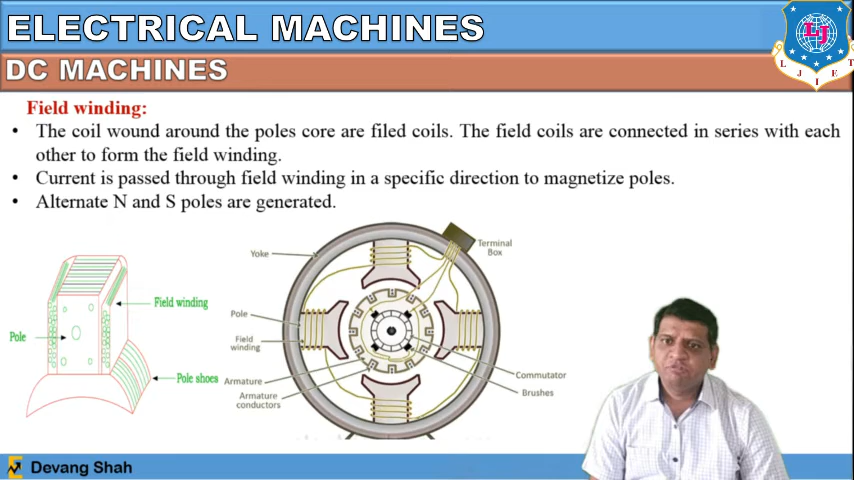 ELECTRICAL MACHINES
LJ
L J I E T
DC MACHINES
Field winding:
• The coil wound around the poles core are filed coils. The field coils are connected in series with each
other to form the field winding.
• Current is passed through field winding in a specific direction to magnetize poles.
• Alternate N and S poles are generated.
Field winding
Pole
Pole shoes
Yoke
Terminal
Box
Pole
Field
winding
Armature
Armature
conductors
Commutator
Brushes
Devang Shah